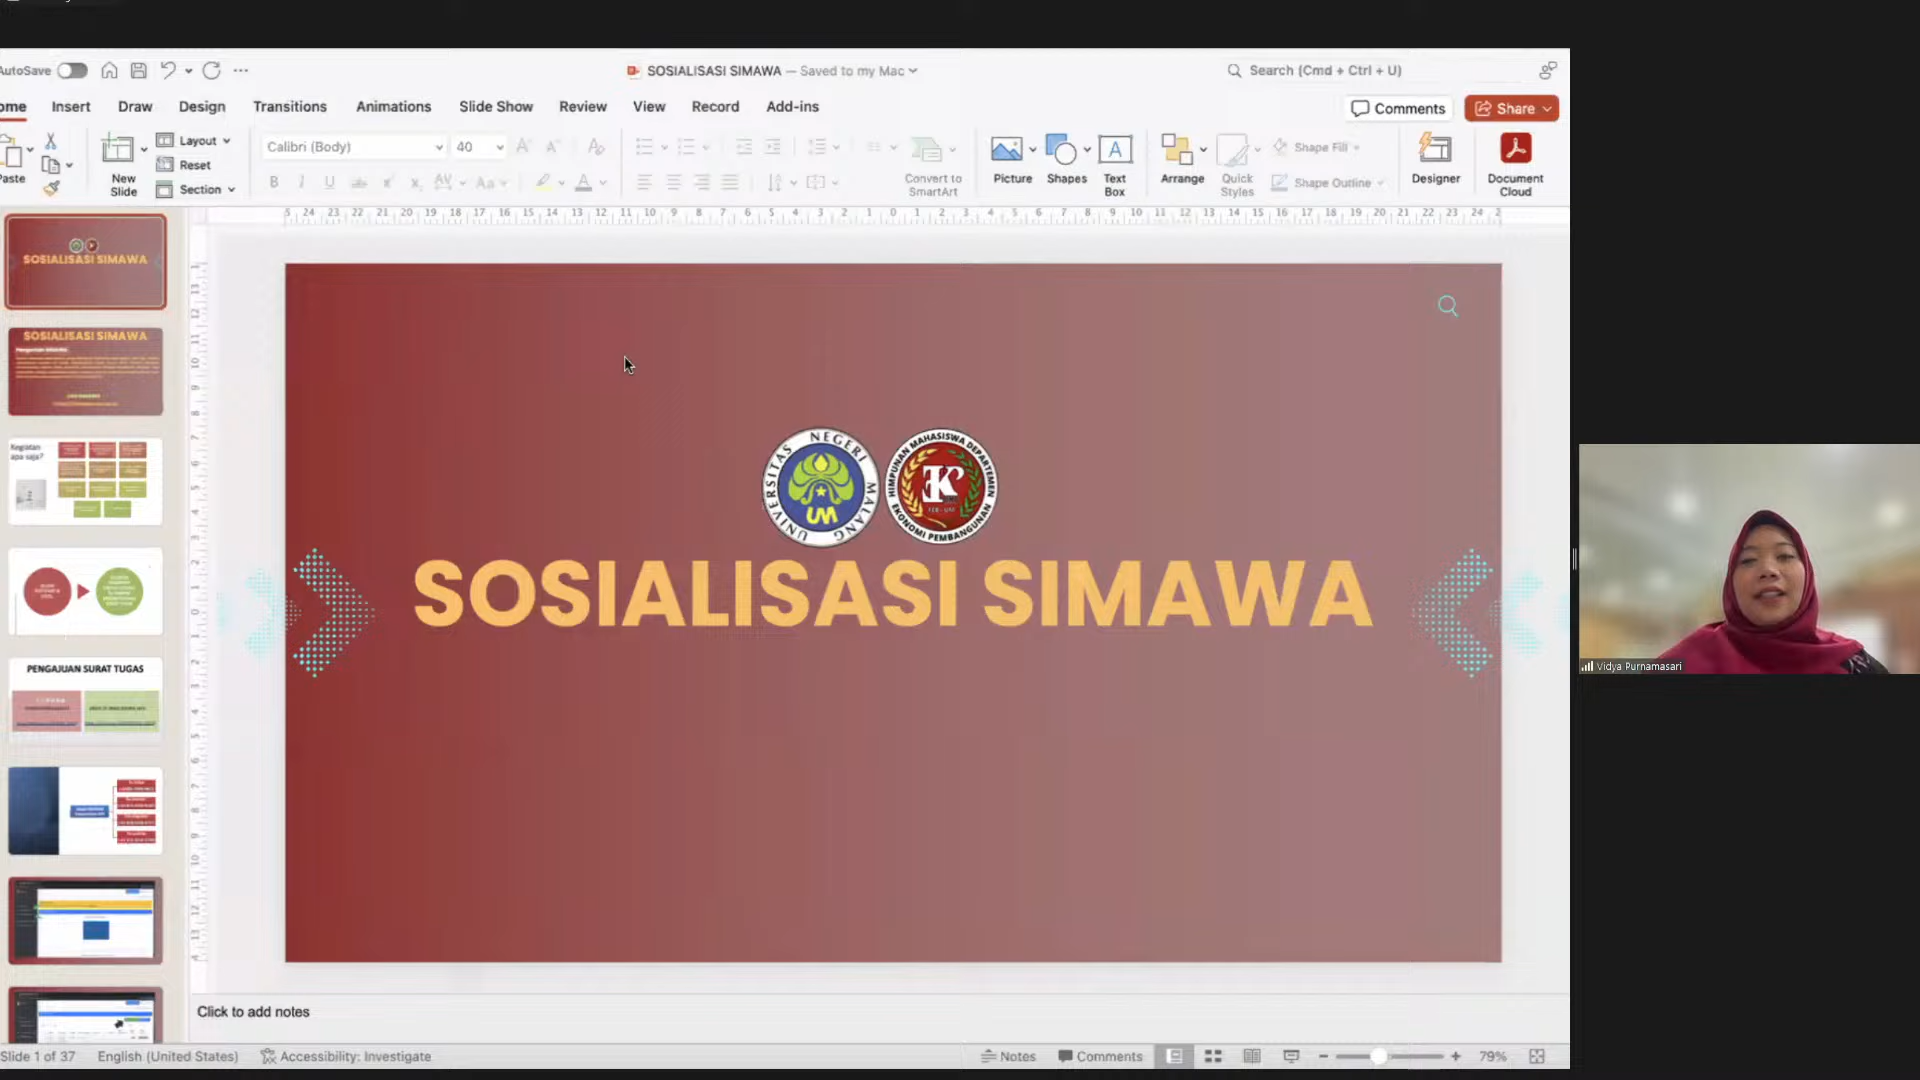 AutoSave
SOSIALISASI SIMAWA — Saved to my Mac
Search (Cmd + Ctrl + U)
ome Insert Draw Design Transitions Animations Slide Show Review View Record Add-ins
Comments Share
Paste
New Slide
Layout
Reset
Section
Calibri (Body) 40
Convert to SmartArt
Picture
Shapes
Text Box
Arrange
Quick Styles
Shape Fill
Shape Outline
Designer
Document Cloud
SOSIALISASI SIMAWA
SOSIALISASI SIMAWA
Kegiatan apa saja?
PENGAJUAN SURAT TUGAS
UNIVERSITAS NEGERI MALANG
UM
HIMPUNAN MAHASISWA DEPARTEMEN
EKONOMI PEMBANGUNAN
SOSIALISASI SIMAWA
Vidya Purnamasari
Click to add notes
Slide 1 of 37 English (United States) Accessibility: Investigate
Notes Comments 79%